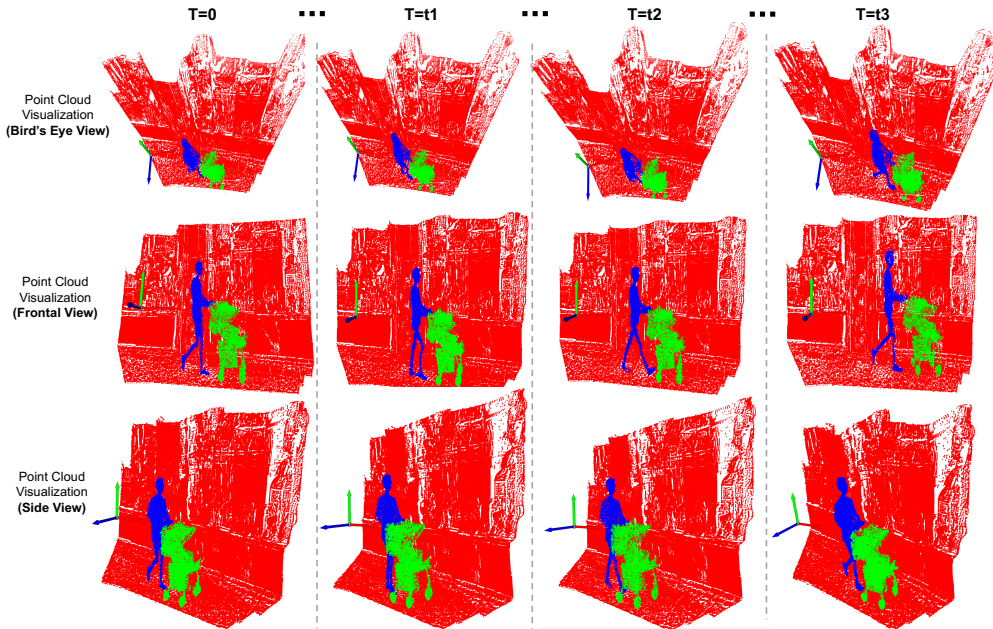 T=0 ... T=t1 ... T=t2 ... T=t3
Point Cloud
Visualization
(Bird's Eye View)
Point Cloud
Visualization
(Frontal View)
Point Cloud
Visualization
(Side View)